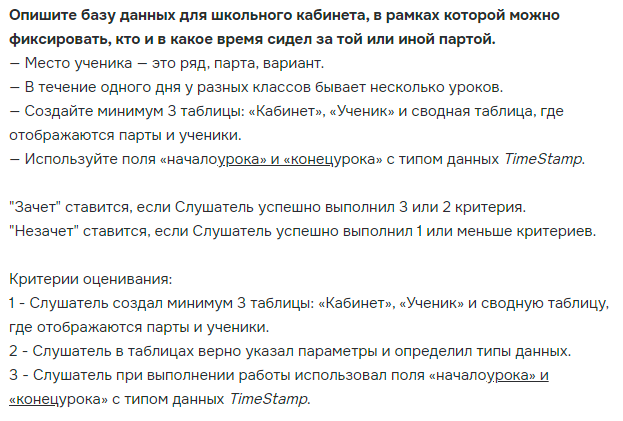 Опишите базу данных для школьного кабинета, в рамках которой можно
фиксировать, кто и в какое время сидел за той или иной партой.
— Место ученика — это ряд, парта, вариант.
— В течение одного дня у разных классов бывает несколько уроков.
— Создайте минимум 3 таблицы: «Кабинет», «Ученик» и сводная таблица, где
отображаются парты и ученики.
— Используйте поля «началоурока» и «конецурока» с типом данных TimeStamp.
"Зачет" ставится, если Слушатель успешно выполнил 3 или 2 критерия.
"Незачет" ставится, если Слушатель успешно выполнил 1 или меньше критериев.
Критерии оценивания:
1 - Слушатель создал минимум 3 таблицы: «Кабинет», «Ученик» и сводную таблицу,
где отображаются парты и ученики.
2 - Слушатель в таблицах верно указал параметры и определил типы данных.
3 - Слушатель при выполнении работы использовал поля «началоурока» и
«конецурока» с типом данных TimeStamp.